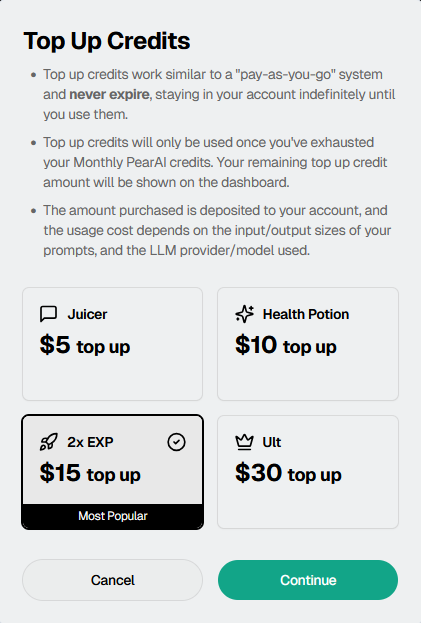 Top Up Credits
Top up credits work similar to a "pay-as-you-go" system
and never expire, staying in your account indefinitely until
you use them.
Top up credits will only be used once you've exhausted
your Monthly PearAI credits. Your remaining top up credit
amount will be shown on the dashboard.
The amount purchased is deposited to your account, and
the usage cost depends on the input/output sizes of your
prompts, and the LLM provider/model used.
Juicer
$5 top up
Health Potion
$10 top up
2x EXP
$15 top up
Most Popular
Ult
$30 top up
Cancel
Continue